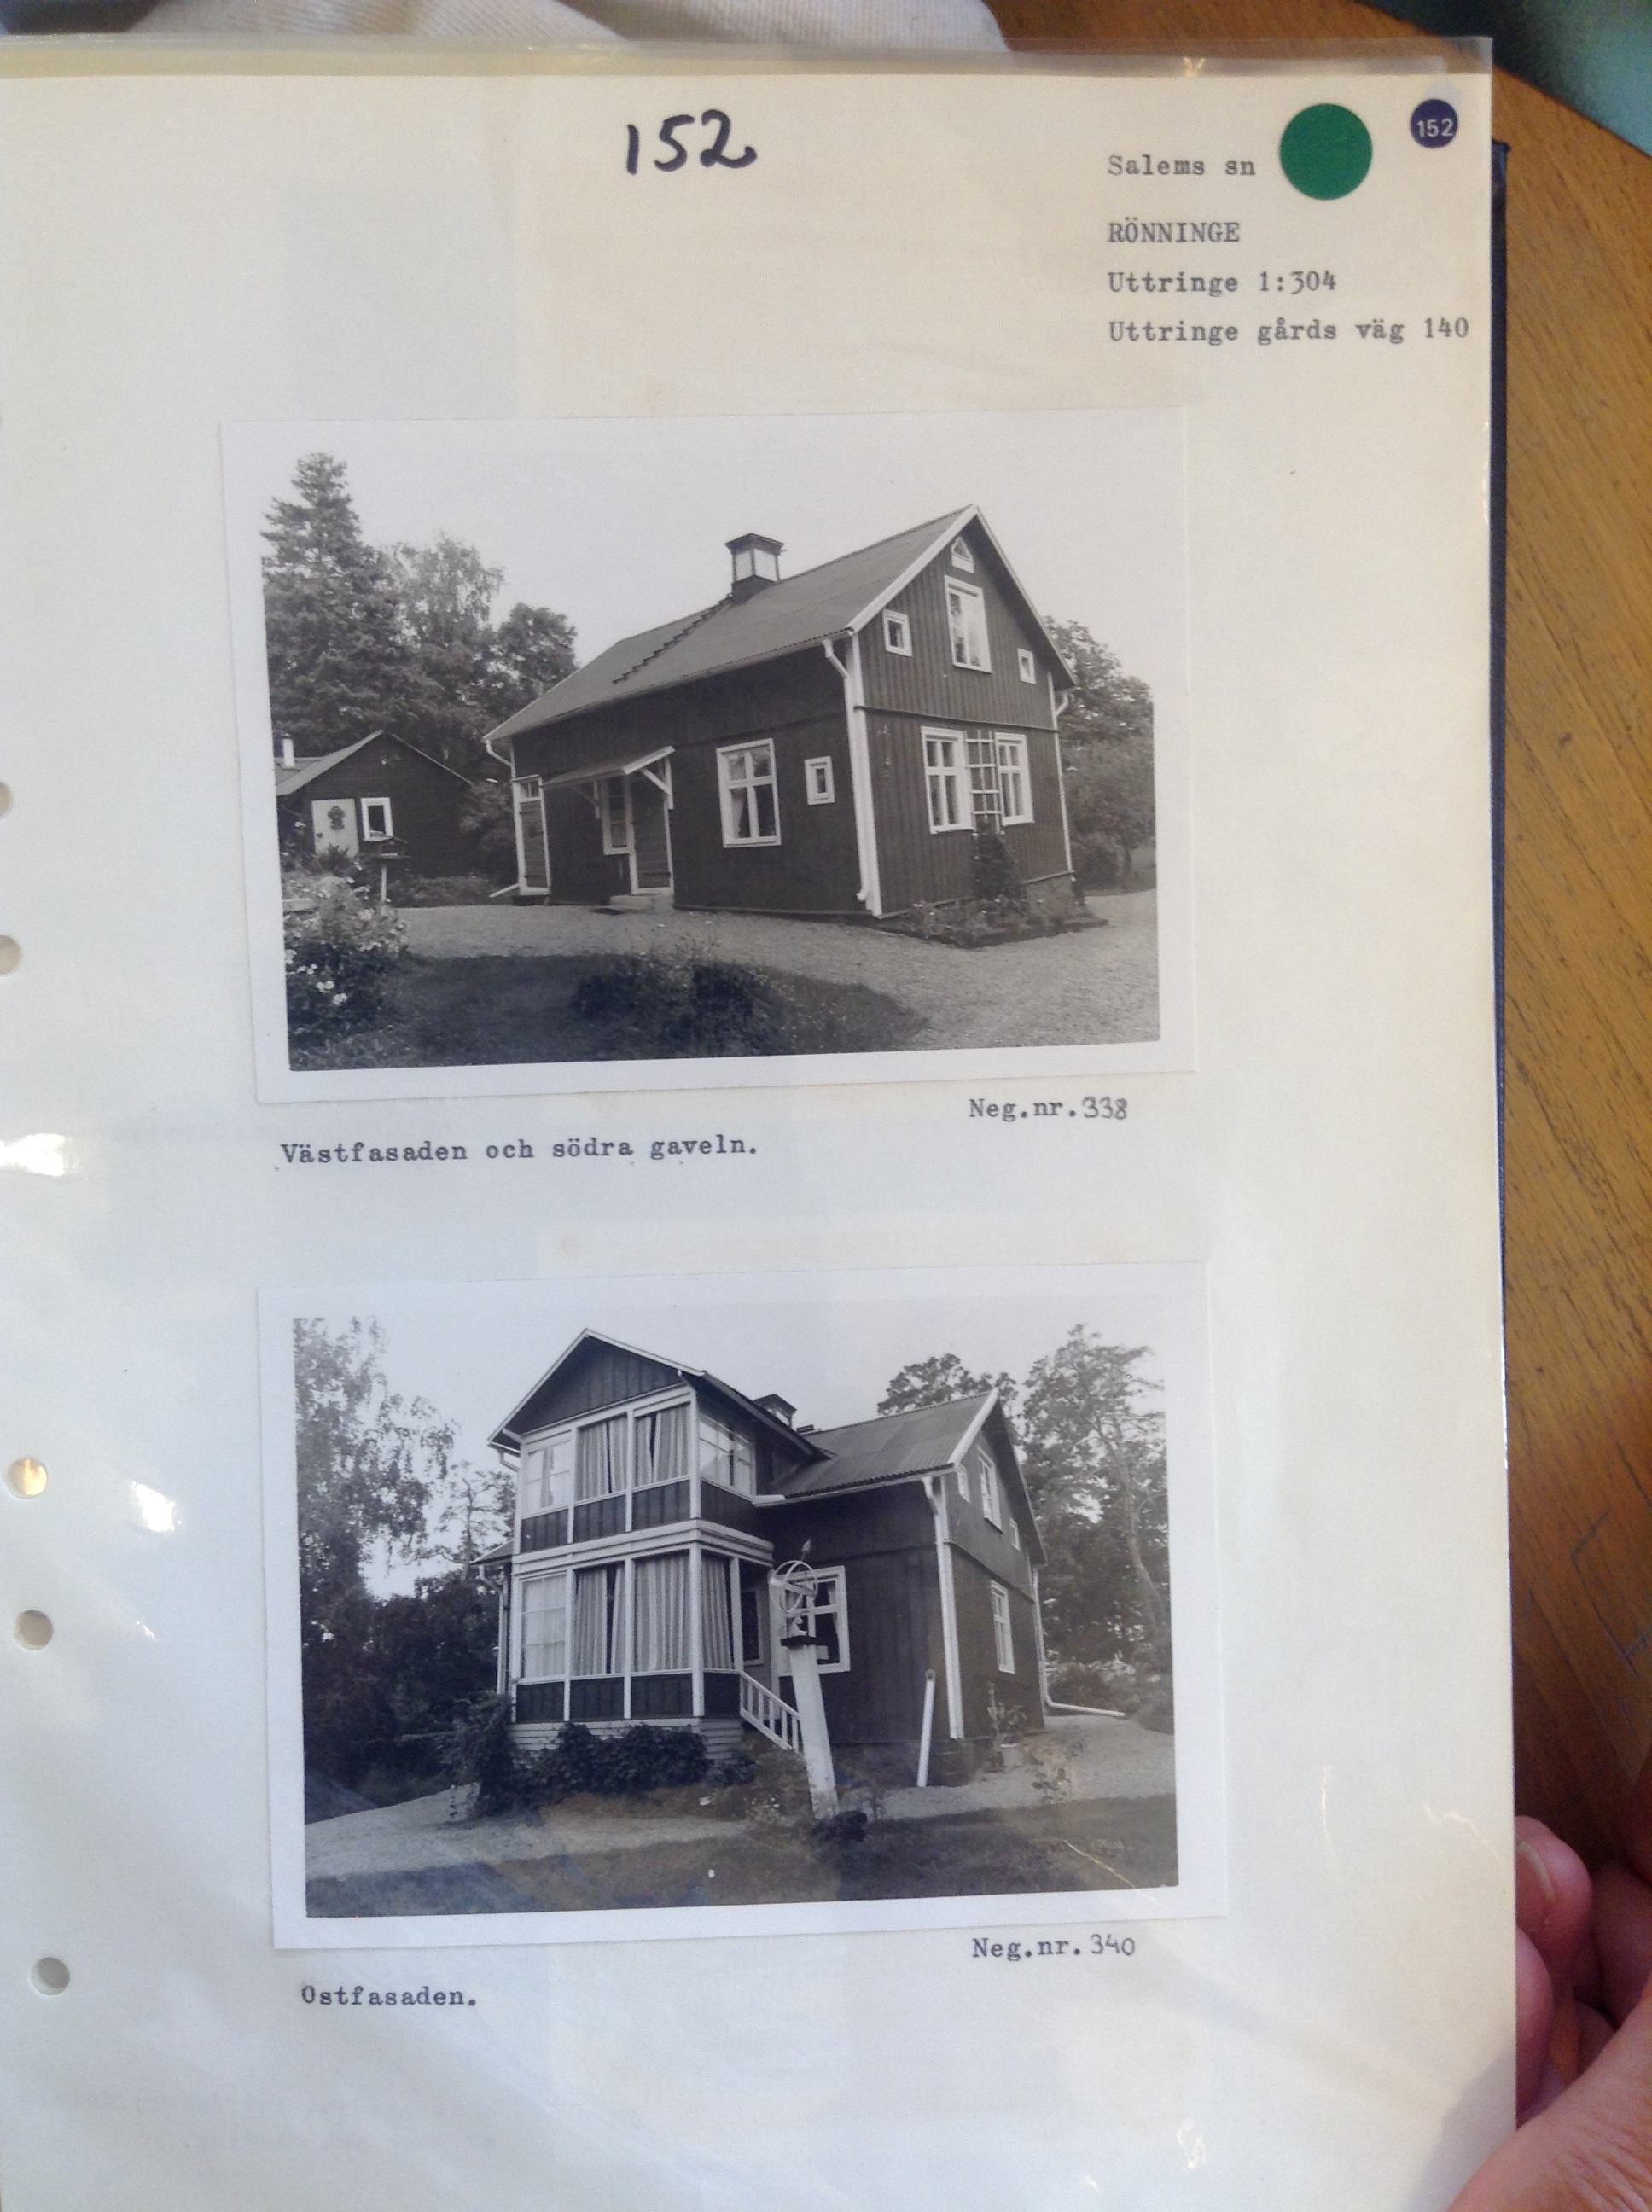 152
152
Salems sn
RÖNNINGE
Uttringe 1:304
Uttringe gårds väg 140
Neg.nr.338
Västfasaden och södra gaveln.
Neg.nr.340
Ostfasaden.